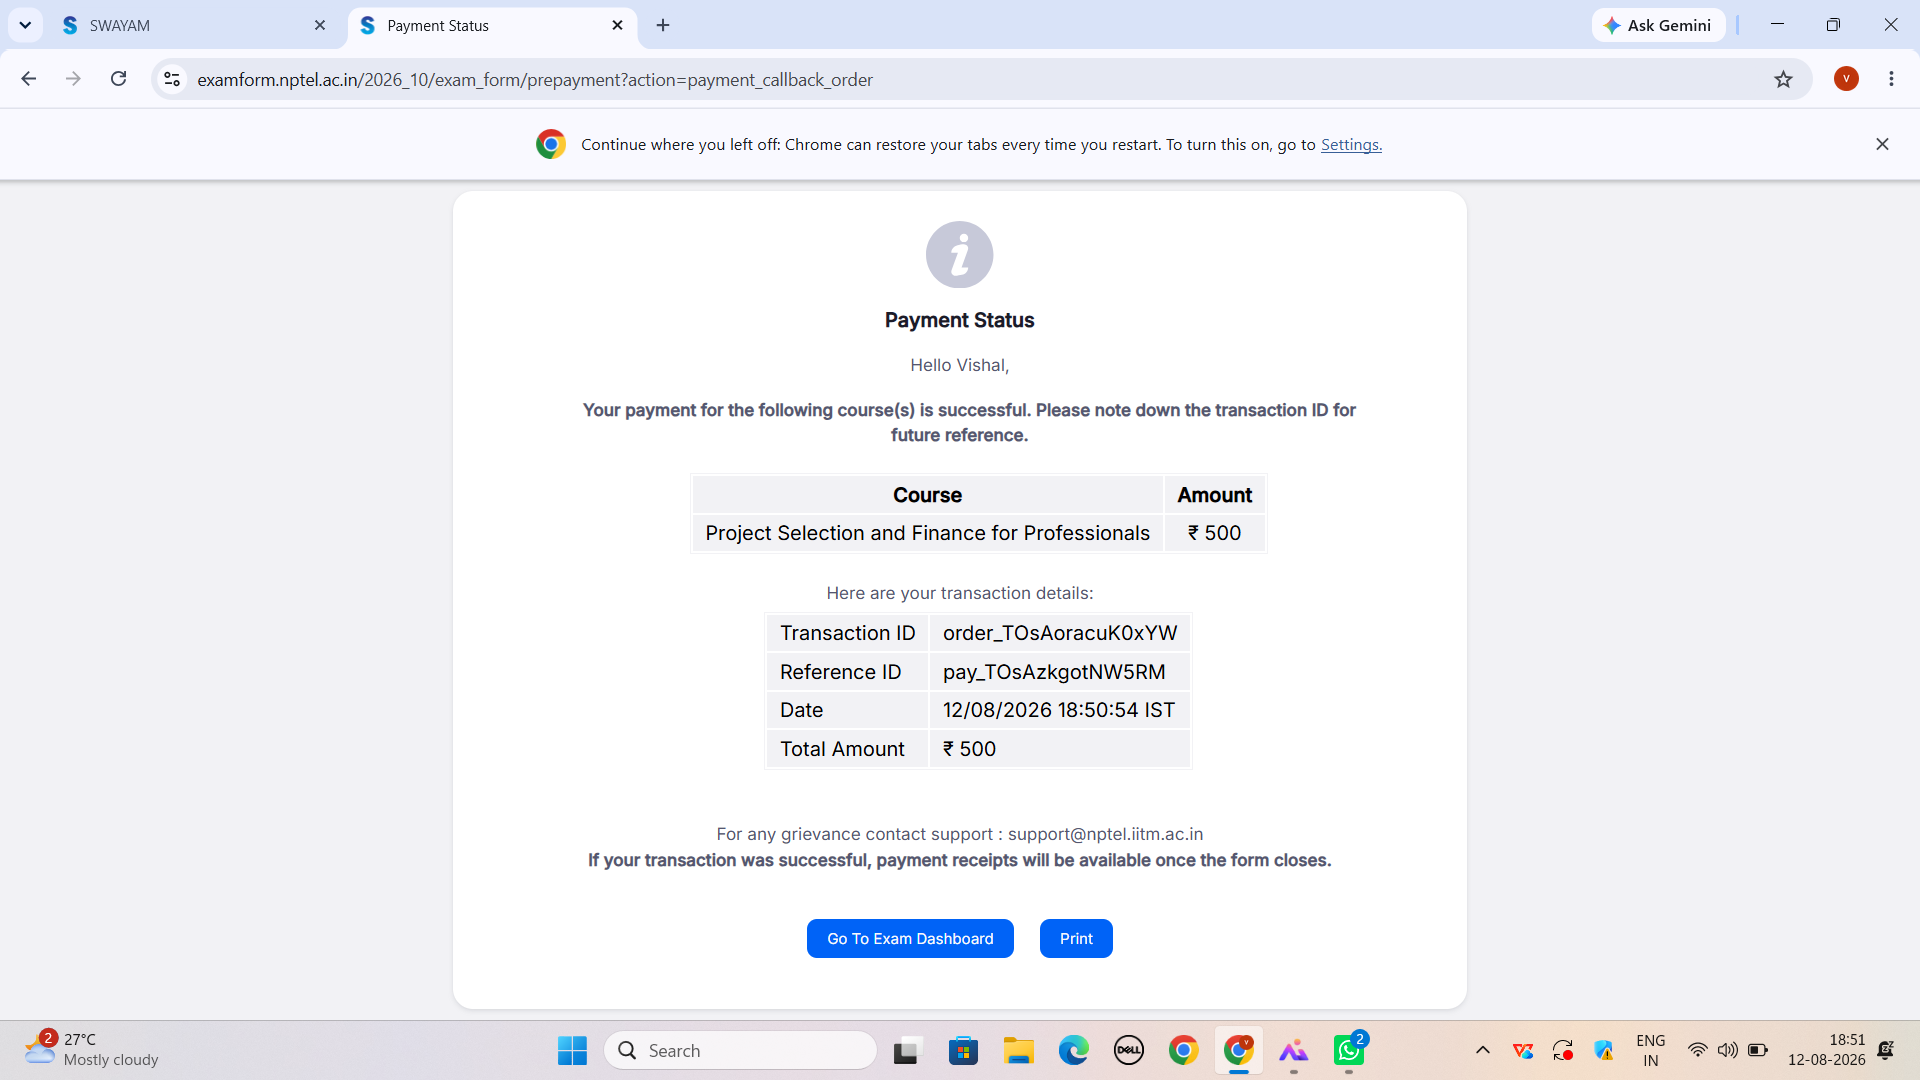 SWAYAM
Payment Status
Ask Gemini
examform.nptel.ac.in/2026_10/exam_form/prepayment?action=payment_callback_order
V
Continue where you left off: Chrome can restore your tabs every time you restart. To turn this on, go to Settings.
Payment Status
Hello Vishal,
Your payment for the following course(s) is successful. Please note down the transaction ID for
future reference.
Course Amount
Project Selection and Finance for Professionals ₹ 500
Here are your transaction details:
Transaction ID order_TOsAoracuK0xYW
Reference ID pay_TOsAzkgotNW5RM
Date 12/08/2026 18:50:54 IST
Total Amount ₹ 500
For any grievance contact support : support@nptel.iitm.ac.in
If your transaction was successful, payment receipts will be available once the form closes.
Go To Exam Dashboard Print
2
27°C
Mostly cloudy
Search
DELL
V
2
ENG
IN
18:51
12-08-2026